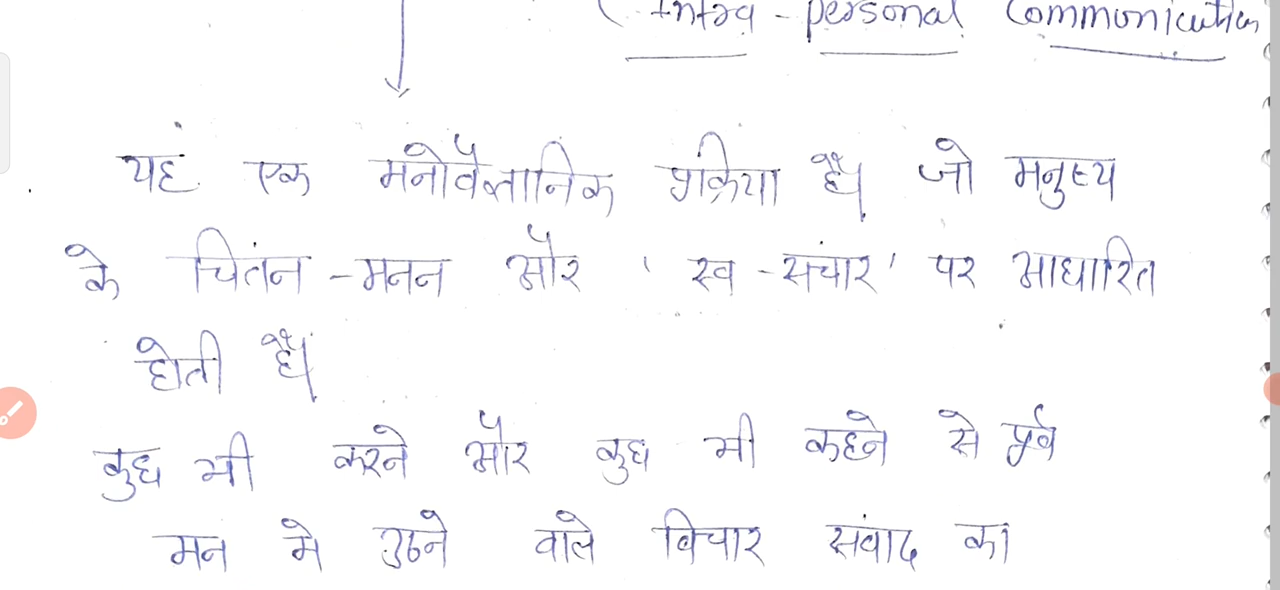 ( Intra - personal Communication
यह एक मनोवैज्ञानिक प्रक्रिया है। जो मनुष्य
के चिंतन - मनन और ' स्व - संचार ' पर आधारित
होती है।
कुछ भी करने और कुछ भी कहने से पूर्व
मन मे उठने वाले विचार संवाद का